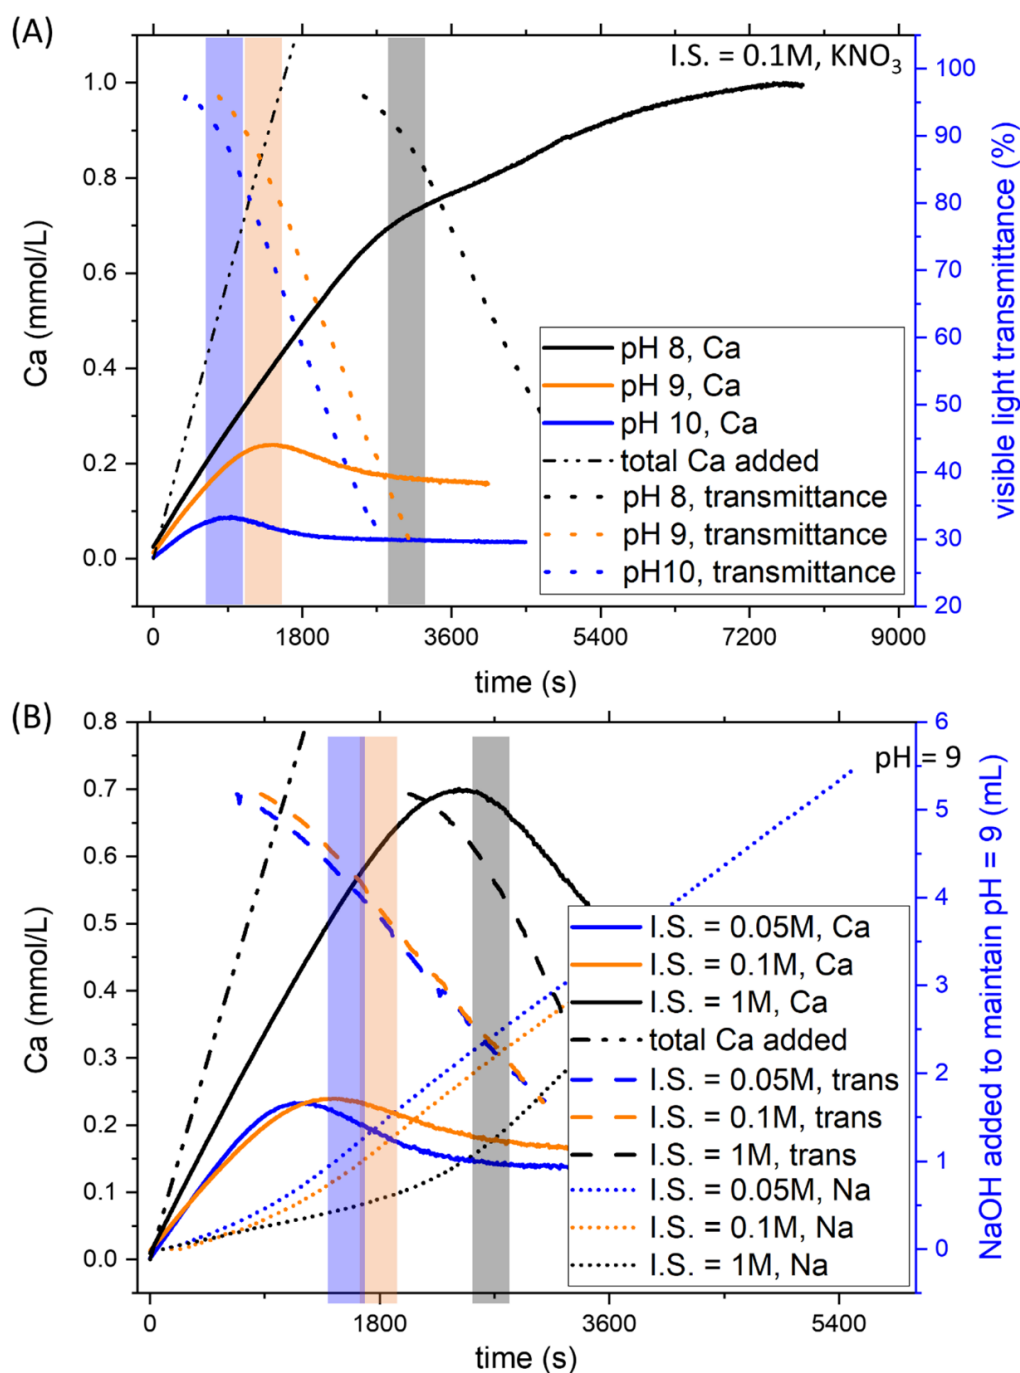 (A)
I.S. = 0.1M, KNO₃
Ca (mmol/L)
1.0
0.8
0.6
0.4
0.2
0.0
visible light transmittance (%)
100
90
80
70
60
50
40
30
20
pH 8, Ca
pH 9, Ca
pH 10, Ca
total Ca added
pH 8, transmittance
pH 9, transmittance
pH10, transmittance
0 1800 3600 5400 7200 9000
time (s)
(B)
pH = 9
Ca (mmol/L)
0.8
0.7
0.6
0.5
0.4
0.3
0.2
0.1
0.0
NaOH added to maintain pH = 9 (mL)
6
5
4
3
2
1
0
I.S. = 0.05M, Ca
I.S. = 0.1M, Ca
I.S. = 1M, Ca
total Ca added
I.S. = 0.05M, trans
I.S. = 0.1M, trans
I.S. = 1M, trans
I.S. = 0.05M, Na
I.S. = 0.1M, Na
I.S. = 1M, Na
0 1800 3600 5400
time (s)